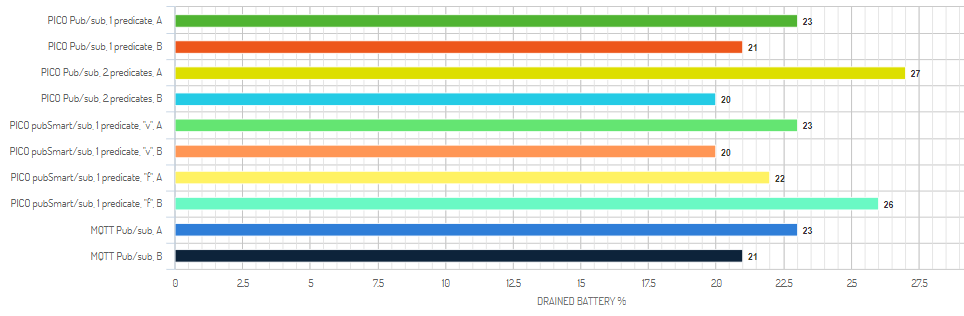 PICO Pub/sub, 1 predicate, A
23
PICO Pub/sub, 1 predicate, B
21
PICO Pub/sub, 2 predicates, A
27
PICO Pub/sub, 2 predicates, B
20
PICO pubSmart/sub, 1 predicate, "v", A
23
PICO pubSmart/sub, 1 predicate, "v", B
20
PICO pubSmart/sub, 1 predicate, "f", A
22
PICO pubSmart/sub, 1 predicate, "f", B
26
MQTT Pub/sub, A
23
MQTT Pub/sub, B
21
0 2.5 5 7.5 10 12.5 15 17.5 20 22.5 25 27.5
DRAINED BATTERY %